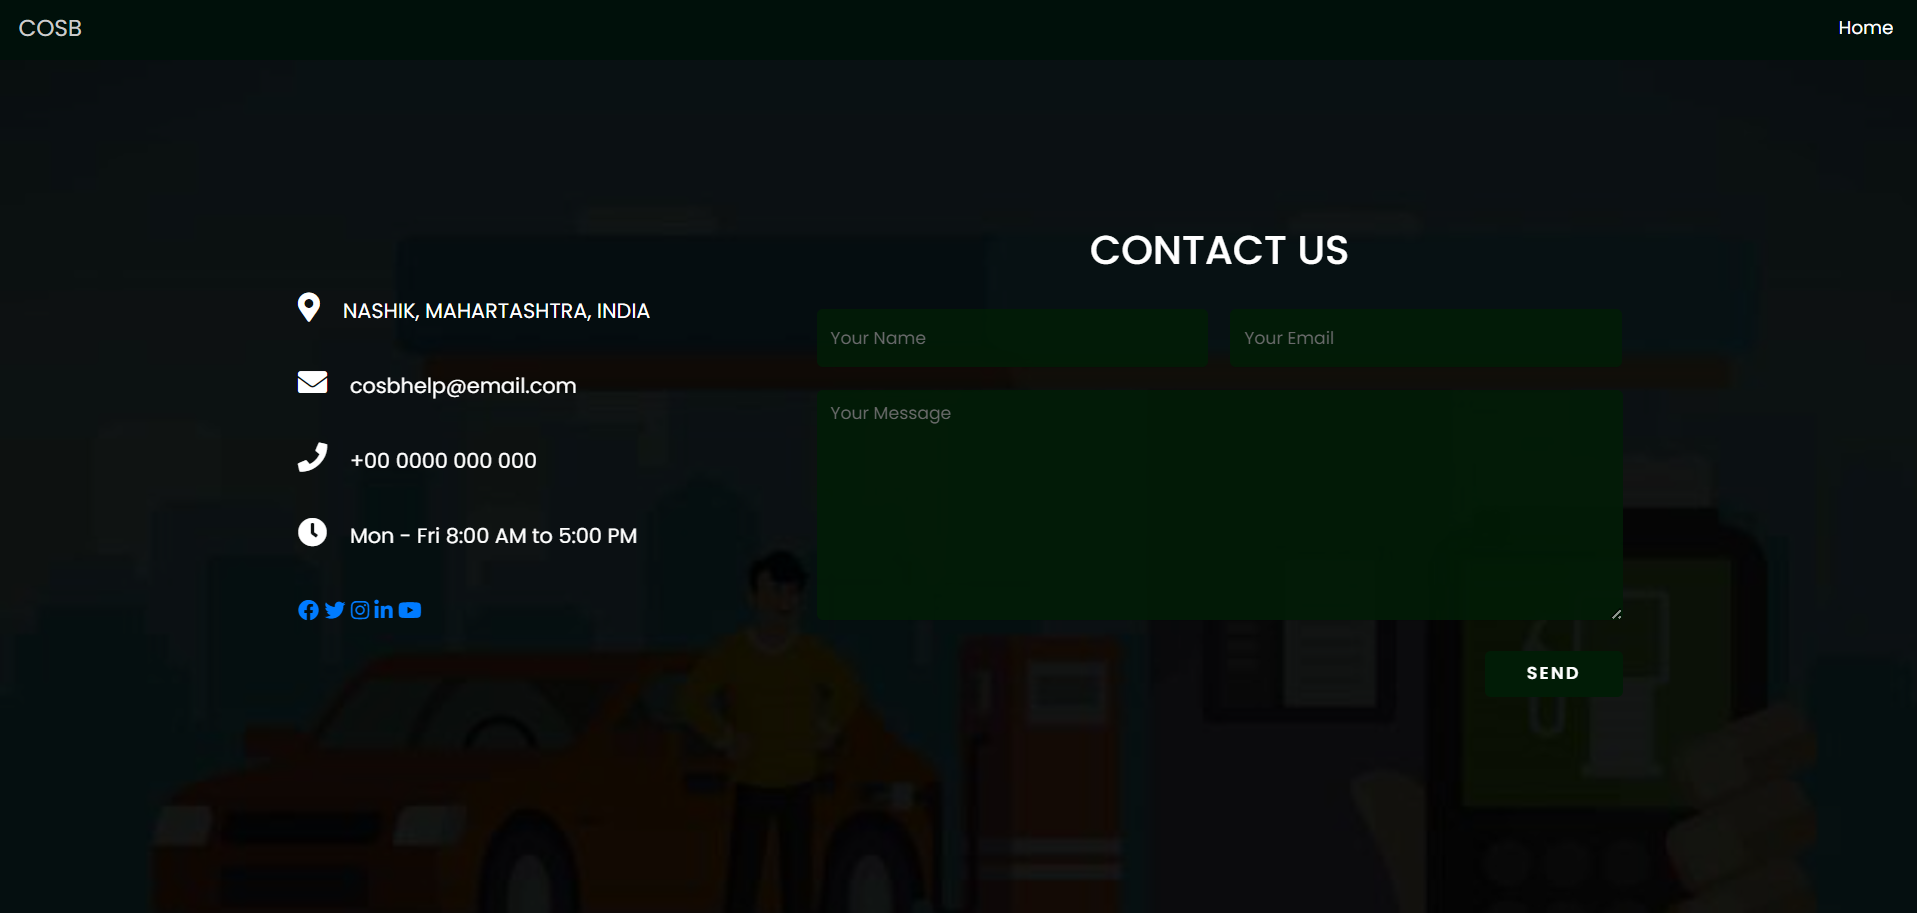 COSB
Home
CONTACT US
NASHIK, MAHARTASHTRA, INDIA
cosbhelp@email.com
+00 0000 000 000
Mon - Fri 8:00 AM to 5:00 PM
Your Name
Your Email
Your Message
SEND